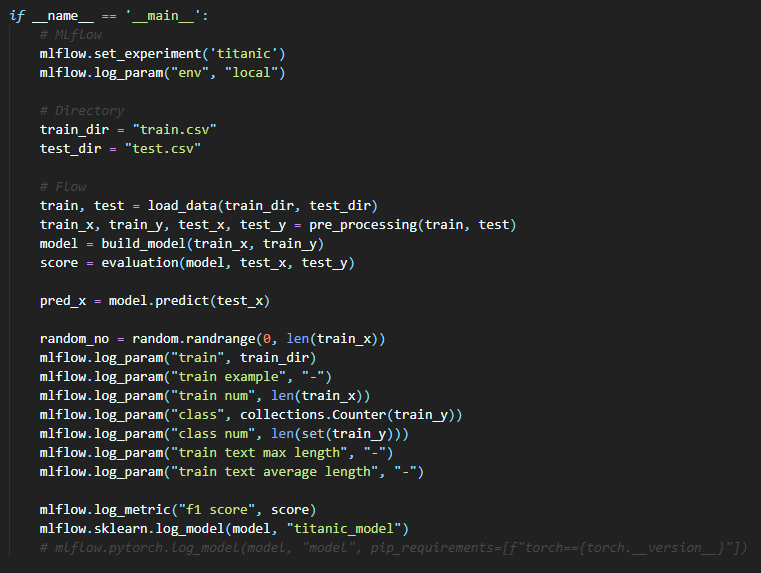 if __name__ == '__main__':
    # MLflow
    mlflow.set_experiment('titanic')
    mlflow.log_param("env", "local")

    # Directory
    train_dir = "train.csv"
    test_dir = "test.csv"

    # Flow
    train, test = load_data(train_dir, test_dir)
    train_x, train_y, test_x, test_y = pre_processing(train, test)
    model = build_model(train_x, train_y)
    score = evaluation(model, test_x, test_y)

    pred_x = model.predict(test_x)

    random_no = random.randrange(0, len(train_x))
    mlflow.log_param("train", train_dir)
    mlflow.log_param("train example", "-")
    mlflow.log_param("train num", len(train_x))
    mlflow.log_param("class", collections.Counter(train_y))
    mlflow.log_param("class num", len(set(train_y)))
    mlflow.log_param("train text max length", "-")
    mlflow.log_param("train text average length", "-")

    mlflow.log_metric("f1 score", score)
    mlflow.sklearn.log_model(model, "titanic_model")
    # mlflow.pytorch.log_model(model, "model", pip_requirements=[f"torch=={torch.__version__}"])